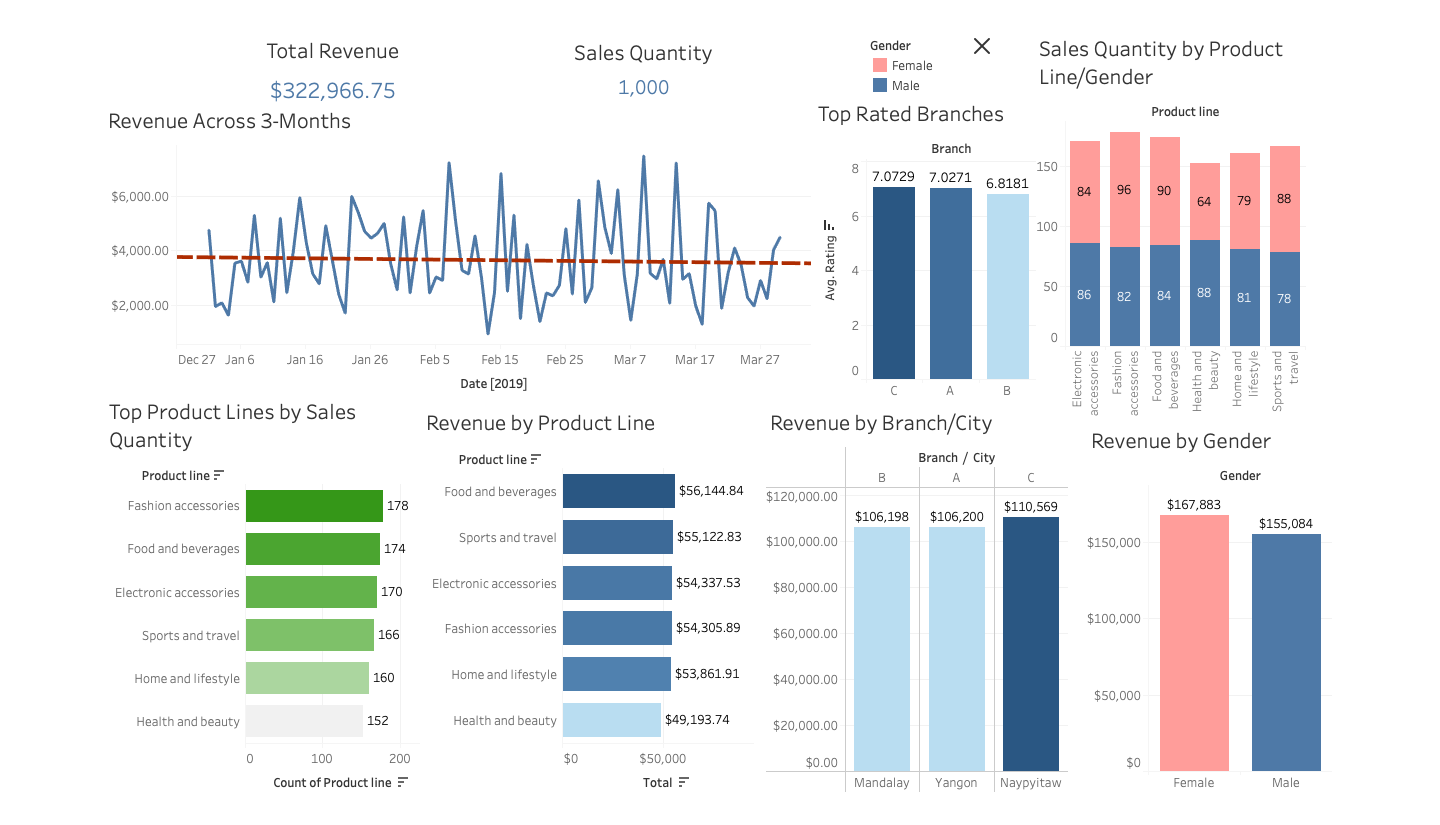 Total Revenue
$322,966.75
Sales Quantity
1,000
Gender
Female
Male
Revenue Across 3-Months
$6,000.00
$4,000.00
$2,000.00
Dec 27 Jan 6 Jan 16 Jan 26 Feb 5 Feb 15 Feb 25 Mar 7 Mar 17 Mar 27
Date [2019]
Top Rated Branches
Branch
Avg. Rating
8
6
4
2
0
7.0729 7.0271 6.8181
C A B
Sales Quantity by Product
Line/Gender
Product line
150
100
50
0
84 96 90 64 79 88
86 82 84 88 81 78
Electronic
accessories
Fashion
accessories
Food and
beverages
Health and
beauty
Home and
lifestyle
Sports and
travel
Top Product Lines by Sales
Quantity
Product line
Fashion accessories 178
Food and beverages 174
Electronic accessories 170
Sports and travel 166
Home and lifestyle 160
Health and beauty 152
0 100 200
Count of Product line
Revenue by Product Line
Product line
Food and beverages $56,144.84
Sports and travel $55,122.83
Electronic accessories $54,337.53
Fashion accessories $54,305.89
Home and lifestyle $53,861.91
Health and beauty $49,193.74
$0 $50,000
Total
Revenue by Branch/City
Branch / City
B A C
$120,000.00
$100,000.00
$80,000.00
$60,000.00
$40,000.00
$20,000.00
$0.00
$106,198 $106,200 $110,569
Mandalay Yangon Naypyitaw
Revenue by Gender
Gender
$150,000
$100,000
$50,000
$0
$167,883 $155,084
Female Male